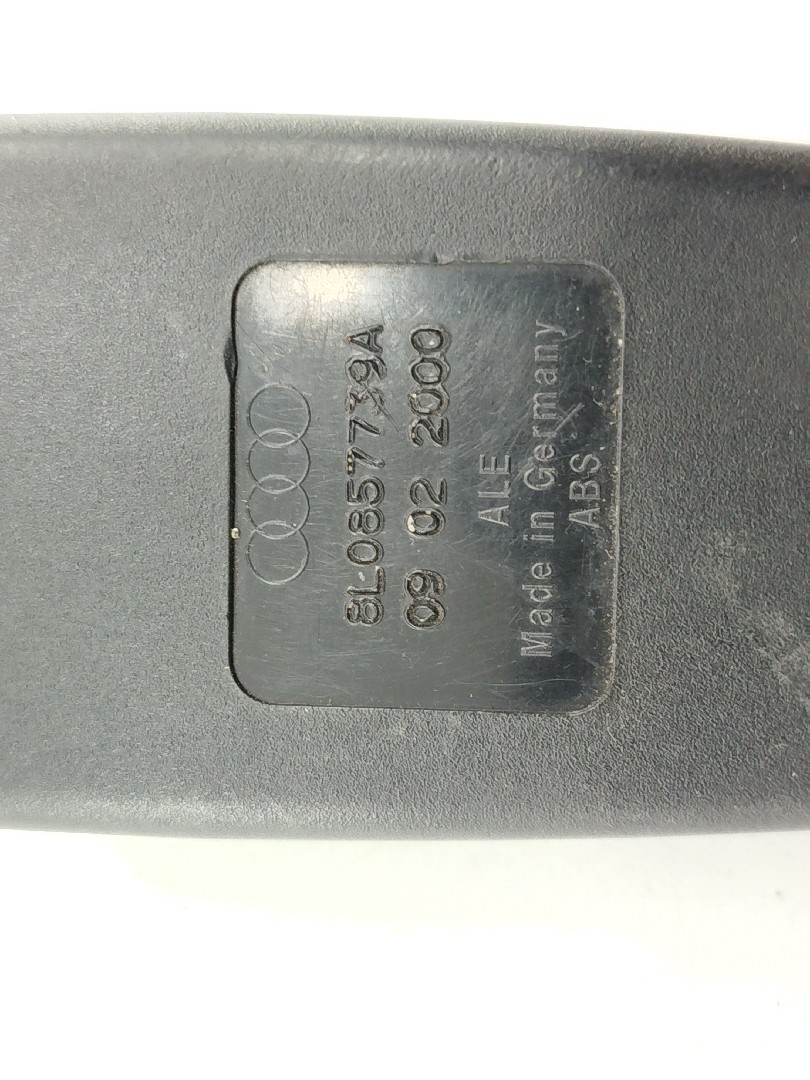 8L0857739A
09 02 2000
ALE
Made in Germany
ABS